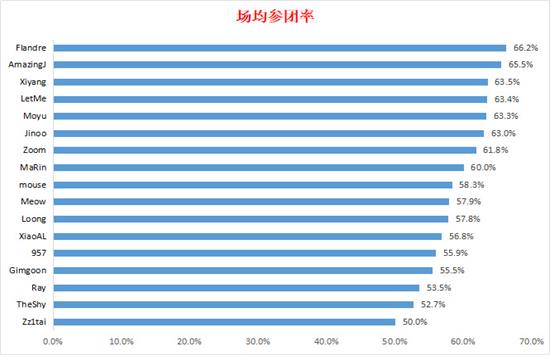 场均参团率
Flandre 66.2%
AmazingJ 65.5%
Xiyang 63.5%
LetMe 63.4%
Moyu 63.3%
Jinoo 63.0%
Zoom 61.8%
MaRin 60.0%
mouse 58.3%
Meow 57.9%
Loong 57.8%
XiaoAL 56.8%
957 55.9%
Gimgoon 55.5%
Ray 53.5%
TheShy 52.7%
Zz1tai 50.0%
0.0% 10.0% 20.0% 30.0% 40.0% 50.0% 60.0% 70.0%